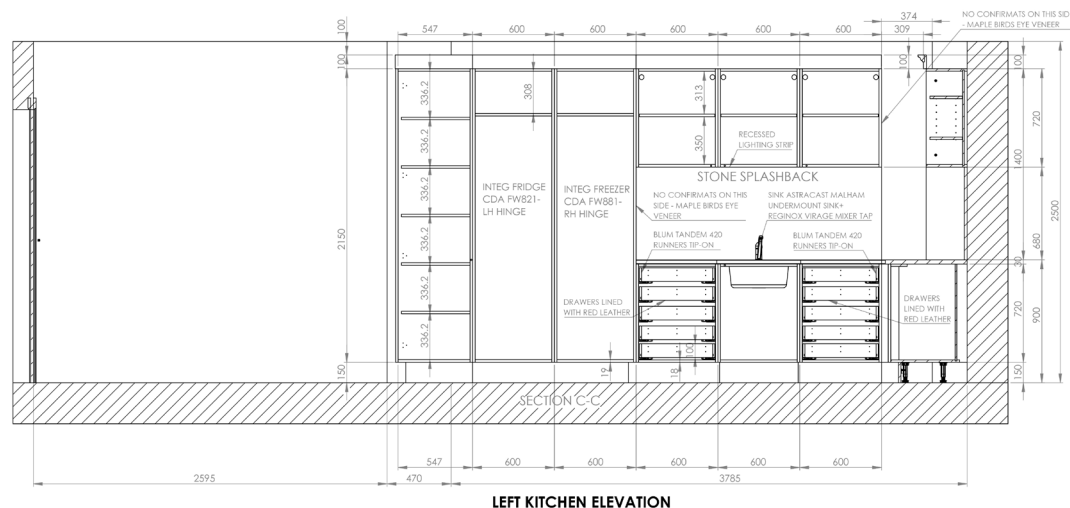 374
NO CONFIRMATS ON THIS SID
- MAPLE BIRDS EYE
VENEER
100
547
600
600
600
600
600
309
100
100
100
336.2
308
313
720
336.2
350
RECESSED
LIGHTING STRIP
1400
STONE SPLASHBACK
336.2
INTEG FRIDGE
CDA FW821-
LH HINGE
INTEG FREEZER
CDA FW881-
RH HINGE
NO CONFIRMATS ON THIS
SIDE - MAPLE BIRDS EYE
VENEER
SINK ASTRACAST MALHAM
UNDERMOUNT SINK+
REGINOX VIRAGE MIXER TAP
2500
2150
336.2
BLUM TANDEM 420
RUNNERS TIP-ON
BLUM TANDEM 420
RUNNERS TIP-ON
680
30
336.2
DRAWERS LINED
WITH RED LEATHER
DRAWERS
LINED WITH
RED LEATHER
720
900
336.2
100
150
19
18
150
SECTION C-C
547
600
600
600
600
600
2595
470
3785
LEFT KITCHEN ELEVATION